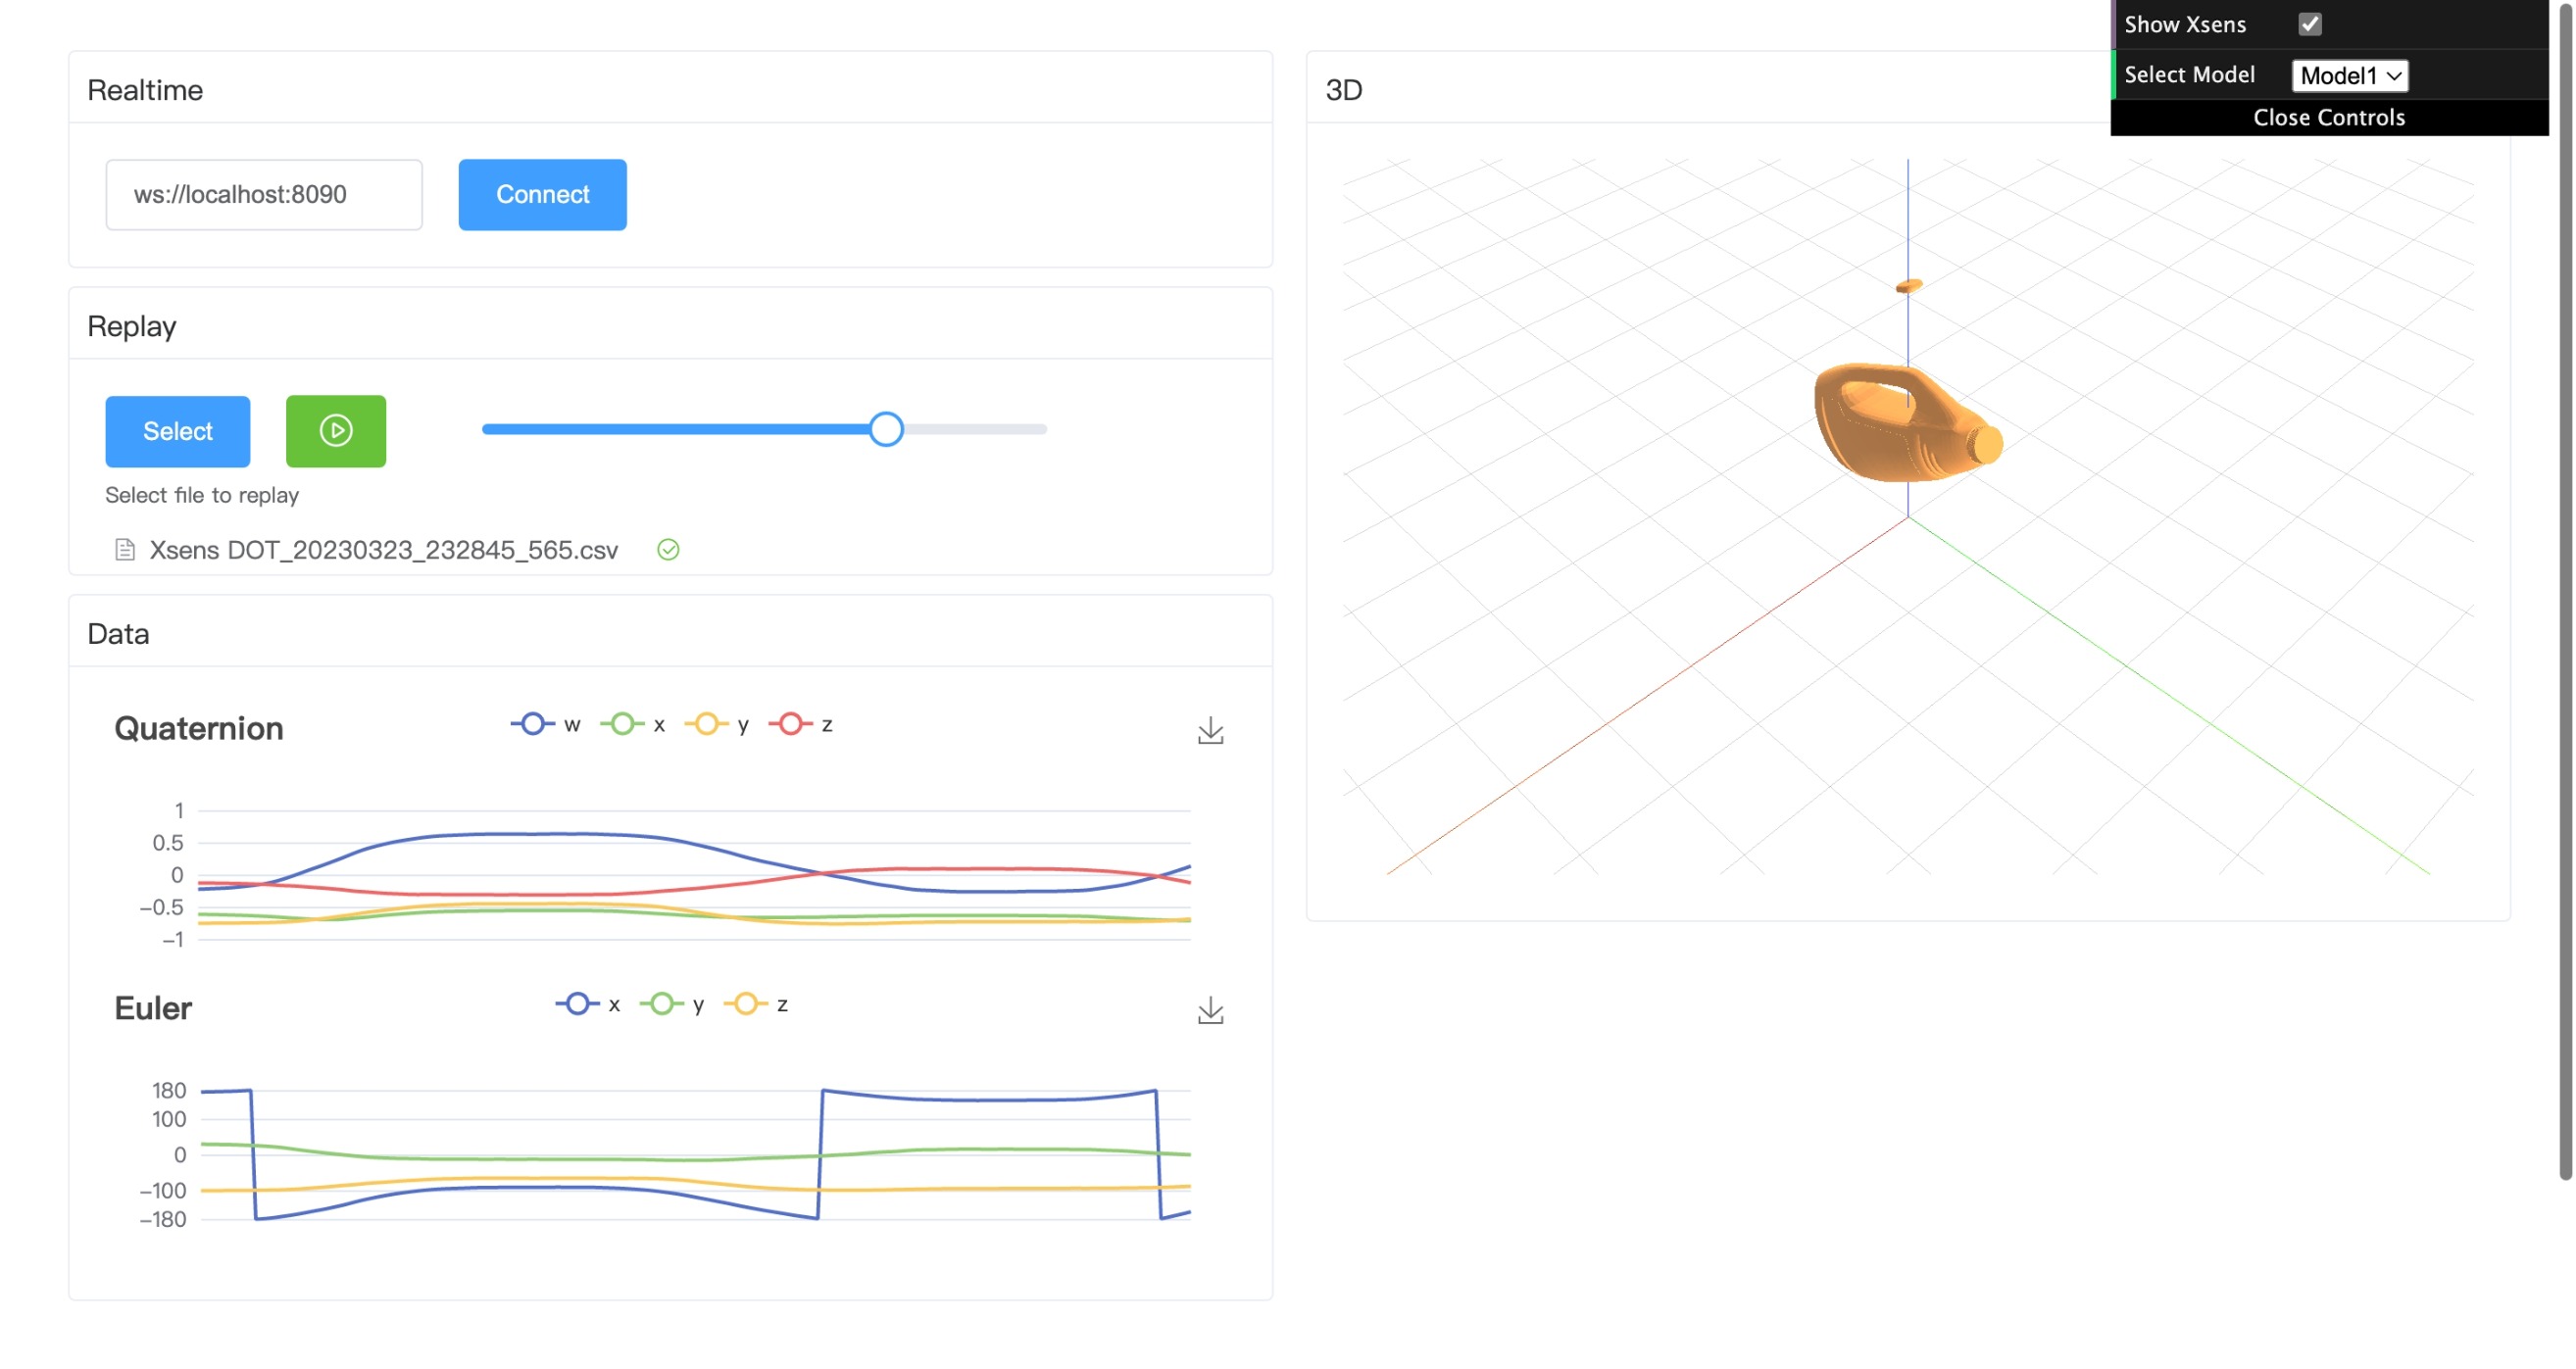 Show Xsens
Select Model Model1
Close Controls
Realtime
ws://localhost:8090 Connect
Replay
Select
Select file to replay
Xsens DOT_20230323_232845_565.csv
Data
Quaternion w x y z
1
0.5
0
−0.5
−1
Euler x y z
180
100
0
−100
−180
3D